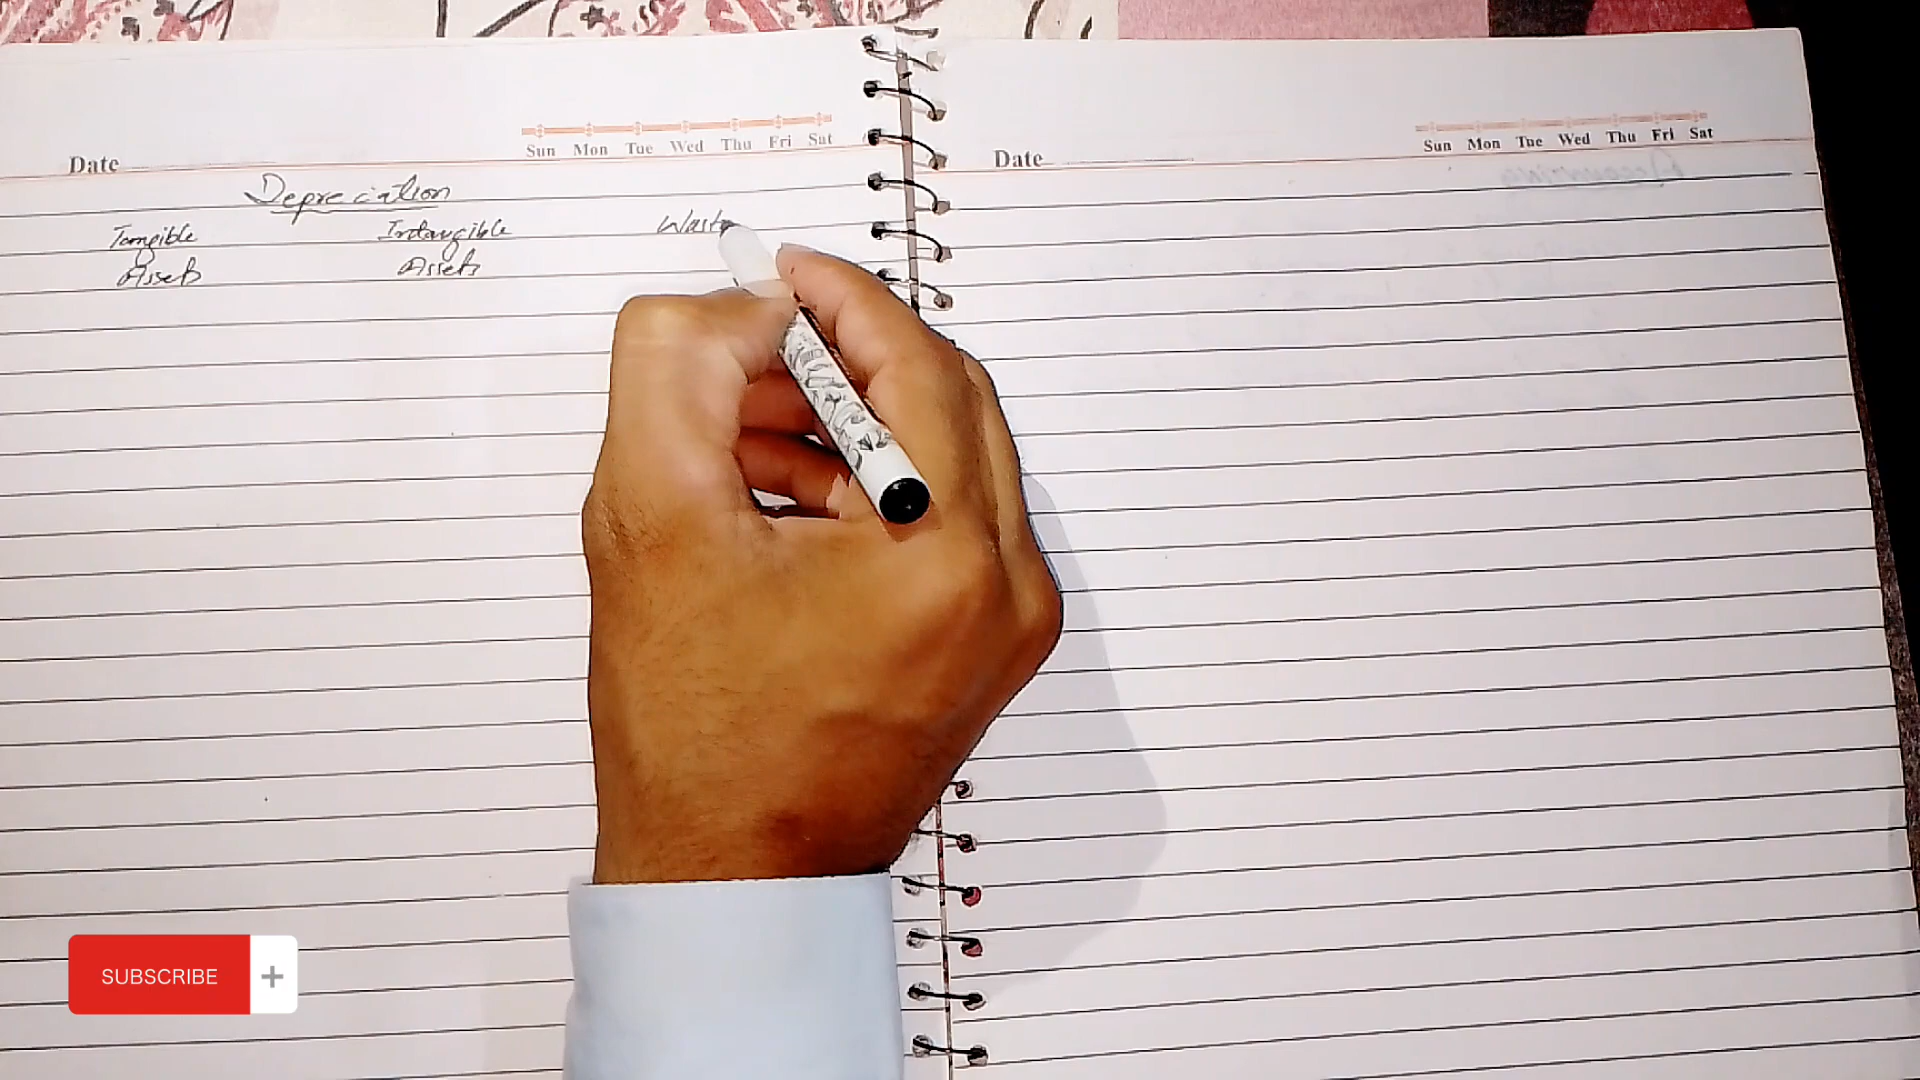 Sun Mon Tue Wed Thu Fri Sat
Date
Depreciation
Tangible Intangible Waste
Assets Assets
Sun Mon Tue Wed Thu Fri Sat
Date
SUBSCRIBE +